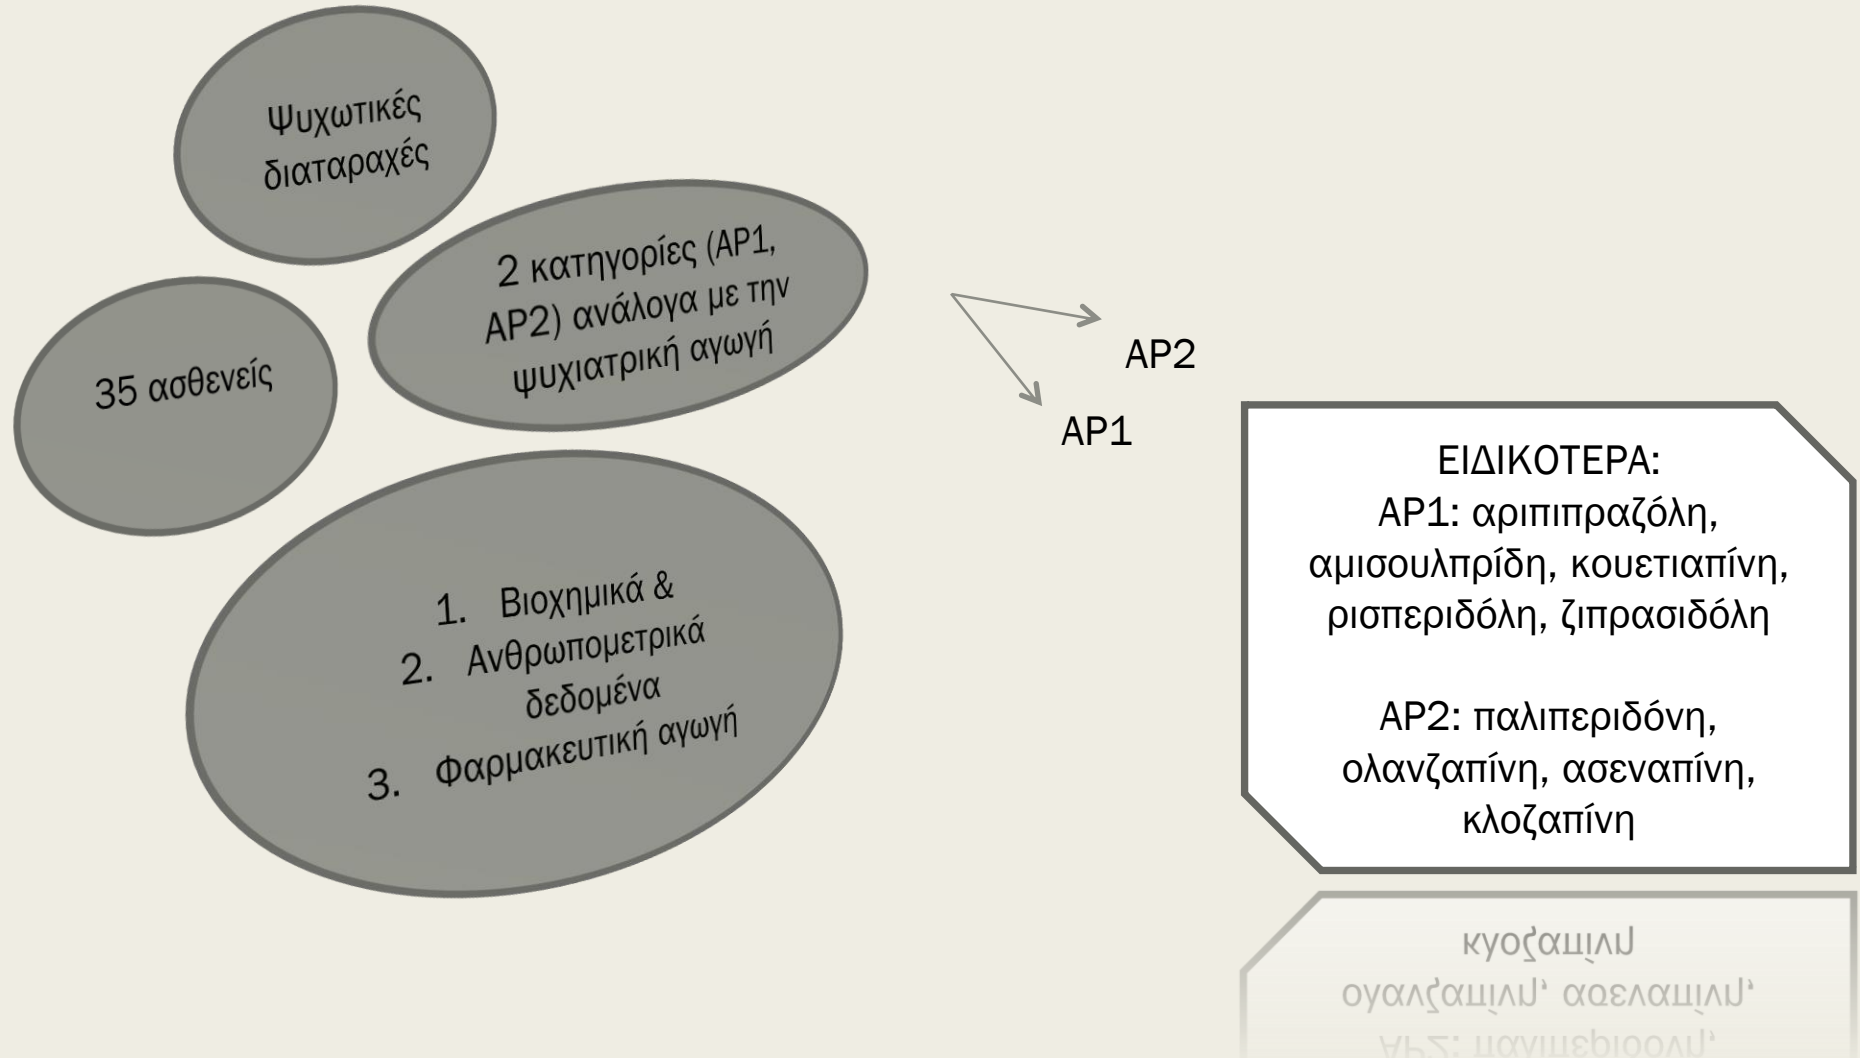 Ψυχωτικές
διαταραχές
2 κατηγορίες (AP1,
AP2) ανάλογα με την
ψυχιατρική αγωγή
35 ασθενείς
1. Βιοχημικά &
2. Ανθρωπομετρικά
δεδομένα
3. Φαρμακευτική αγωγή
AP2
AP1
ΕΙΔΙΚΟΤΕΡΑ:
AP1: αριπιπραζόλη,
αμισουλπρίδη, κουετιαπίνη,
ρισπεριδόλη, ζιπρασιδόλη
AP2: παλιπεριδόνη,
ολανζαπίνη, ασεναπίνη,
κλοζαπίνη